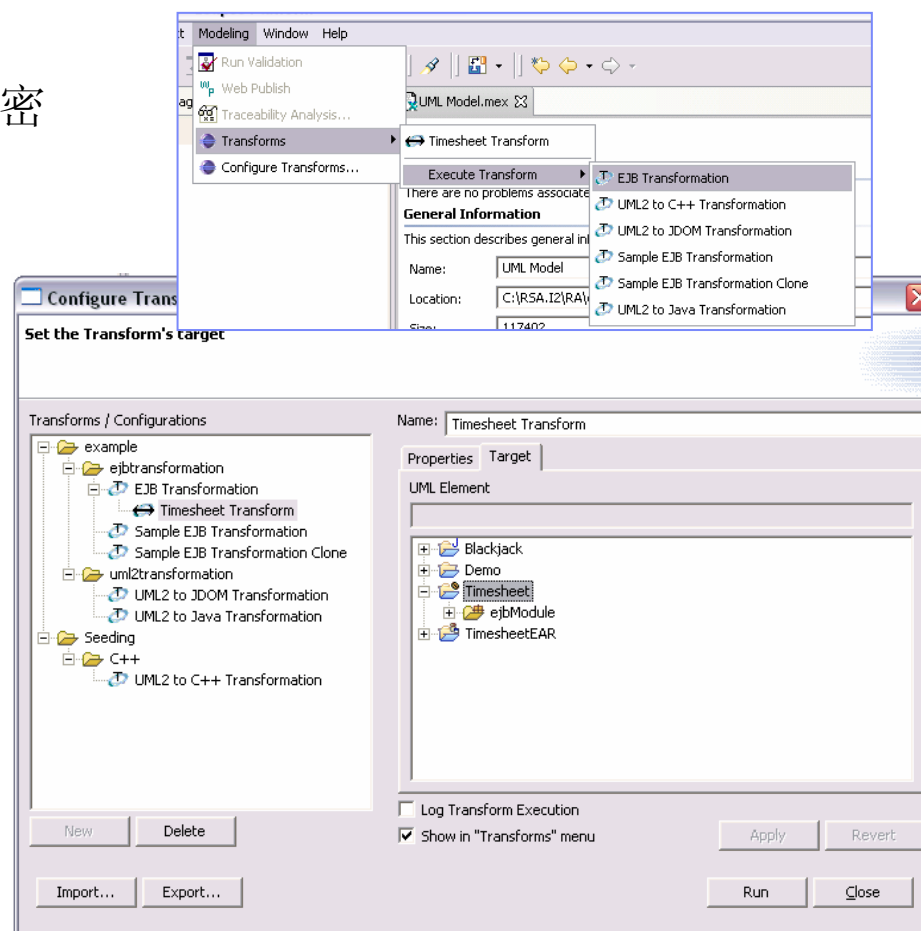 密
Modeling Window Help
Run Validation
Web Publish
Traceability Analysis...
Transforms
Configure Transforms...
UML Model.mex
Timesheet Transform
Execute Transform
EJB Transformation
UML2 to C++ Transformation
UML2 to JDOM Transformation
Sample EJB Transformation
Sample EJB Transformation Clone
UML2 to Java Transformation
There are no problems associate
General Information
This section describes general in
Name: UML Model
Location: C:\RSA.I2\RA\
Size: 117402
Configure Trans
Set the Transform's target
Transforms / Configurations
example
ejbtransformation
EJB Transformation
Timesheet Transform
Sample EJB Transformation
Sample EJB Transformation Clone
uml2transformation
UML2 to JDOM Transformation
UML2 to Java Transformation
Seeding
C++
UML2 to C++ Transformation
New Delete
Import... Export...
Name: Timesheet Transform
Properties Target
UML Element
Blackjack
Demo
Timesheet
ejbModule
TimesheetEAR
Log Transform Execution
Show in "Transforms" menu
Apply Revert
Run Close